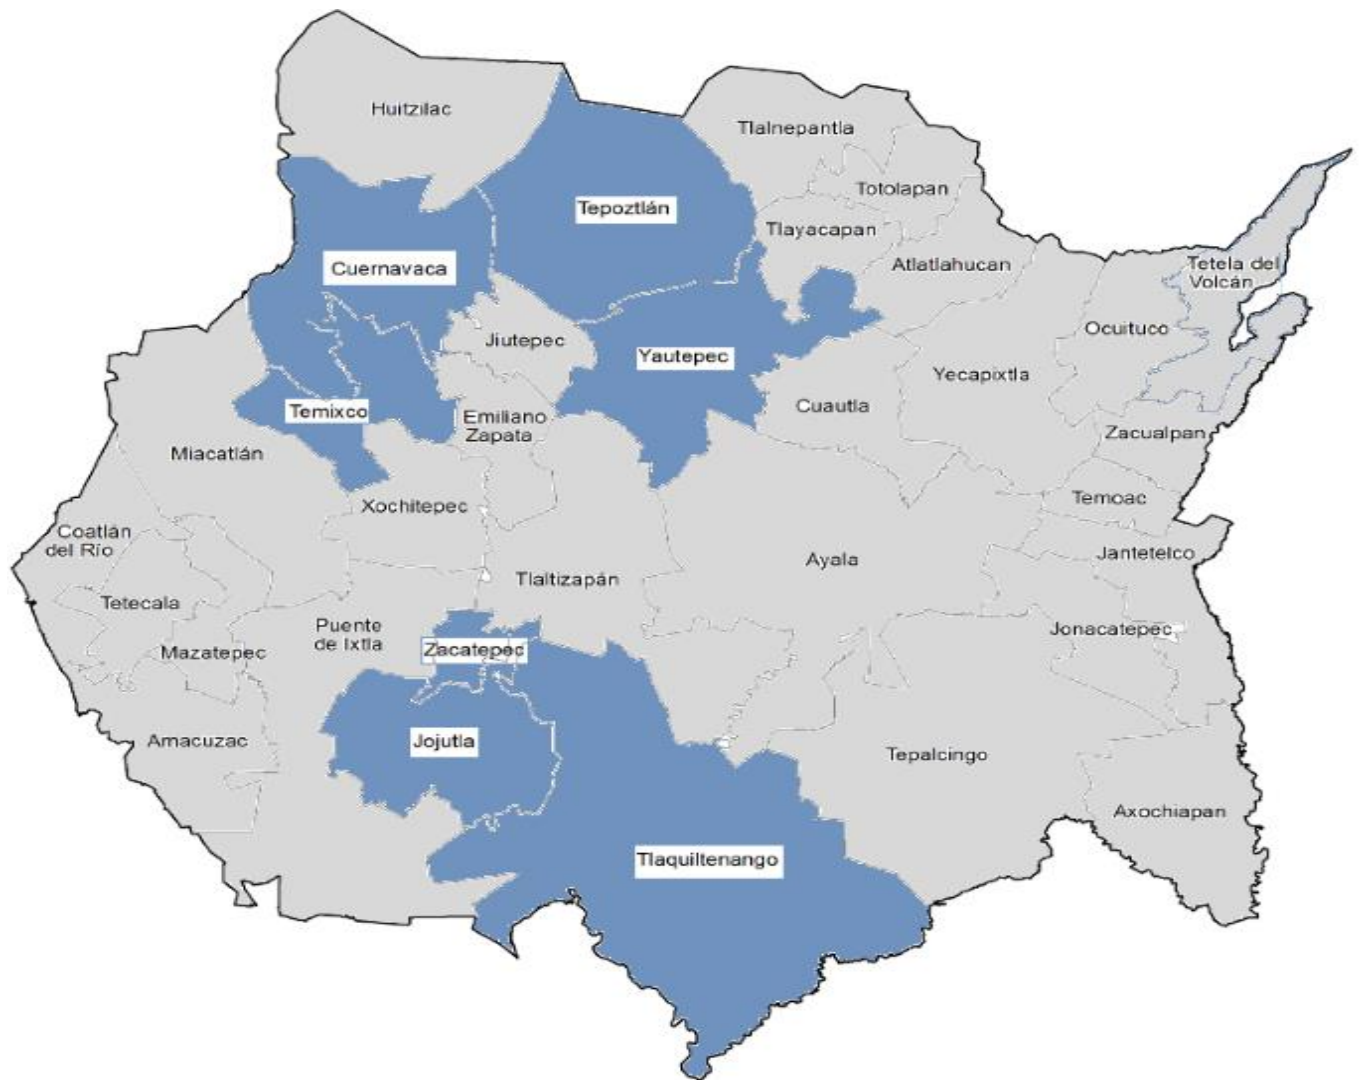 Huitzilac
Tlalnepantla
Totolapan
Tepoztlán
Tlayacapan
Atlatlahucan
Cuernavaca
Tetela del
Volcán
Ocuituco
Jiutepec
Yautepec
Yecapixtla
Cuautla
Temixco
Emiliano
Zapata
Zacualpan
Miacatlán
Temoac
Xochitepec
Coatlán
del Río
Jantetelco
Ayala
Tlaltizapán
Tetecala
Puente
de Ixtla
Jonacatepec
Zacatepec
Mazatepec
Amacuzac
Jojutla
Tepalcingo
Axochiapan
Tlaquiltenango